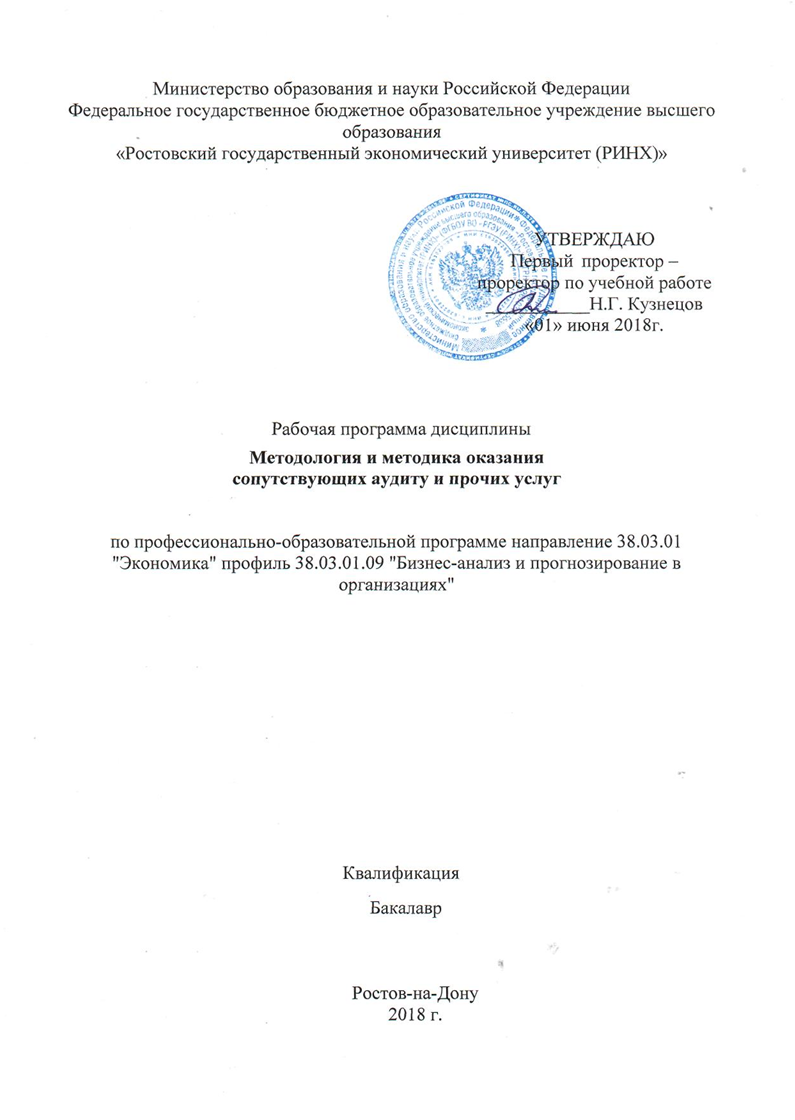 Министерство образования и науки Российской Федерации
Федеральное государственное бюджетное образовательное учреждение высшего
образования
«Ростовский государственный экономический университет (РИНХ)»
УТВЕРЖДАЮ
Первый проректор –
проректор по учебной работе
___________Н.Г. Кузнецов
«01» июня 2018г.
Рабочая программа дисциплины
Методология и методика оказания
сопутствующих аудиту и прочих услуг
по профессионально-образовательной программе направление 38.03.01
"Экономика" профиль 38.03.01.09 "Бизнес-анализ и прогнозирование в
организациях"
Квалификация
Бакалавр
Ростов-на-Дону
2018 г.